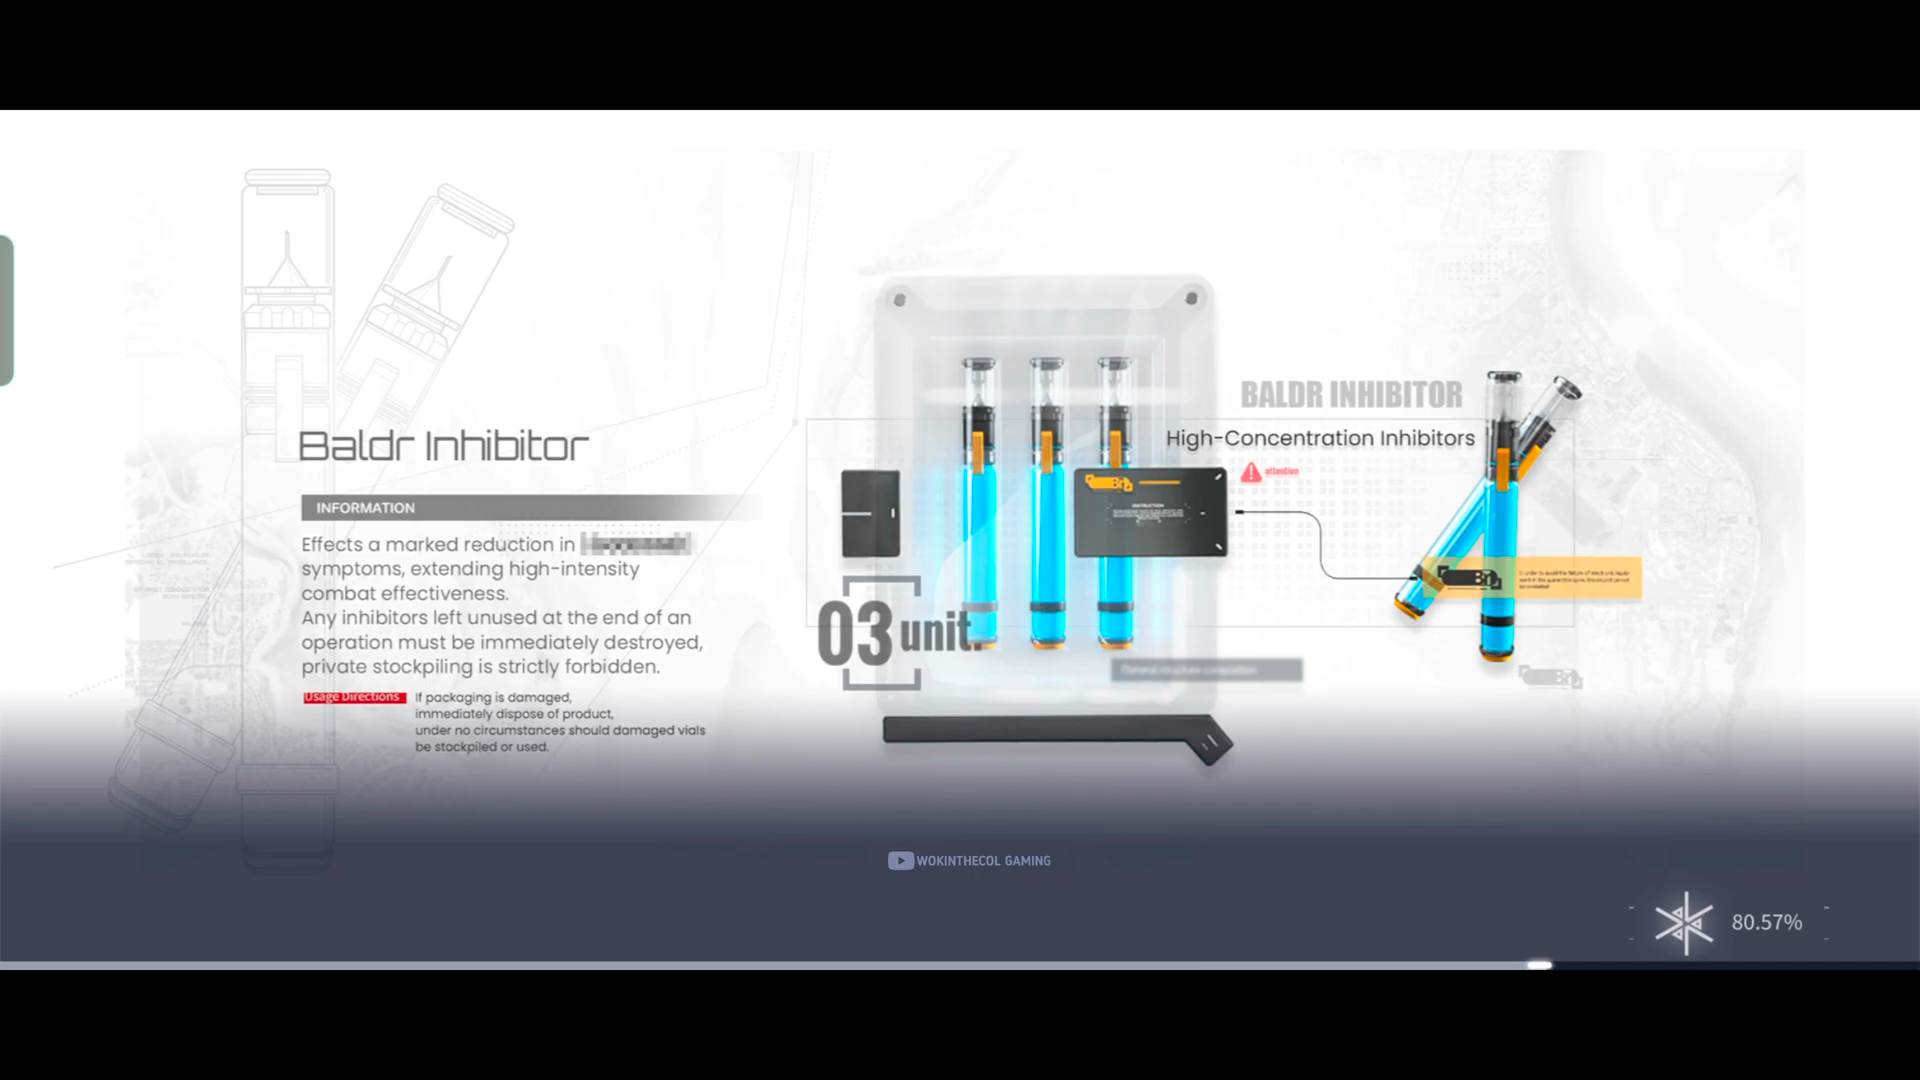 Baldr Inhibitor
INFORMATION
Effects a marked reduction in
symptoms, extending high-intensity
combat effectiveness.
Any inhibitors left unused at the end of an
operation must be immediately destroyed,
private stockpiling is strictly forbidden.
Usage Directions
If packaging is damaged,
immediately dispose of product,
under no circumstances should damaged vials
be stockpiled or used.
03 unit.
INSTRUCTION
BALDR INHIBITOR
High-Concentration Inhibitors
attention
WOKINTHECOL GAMING
80.57%